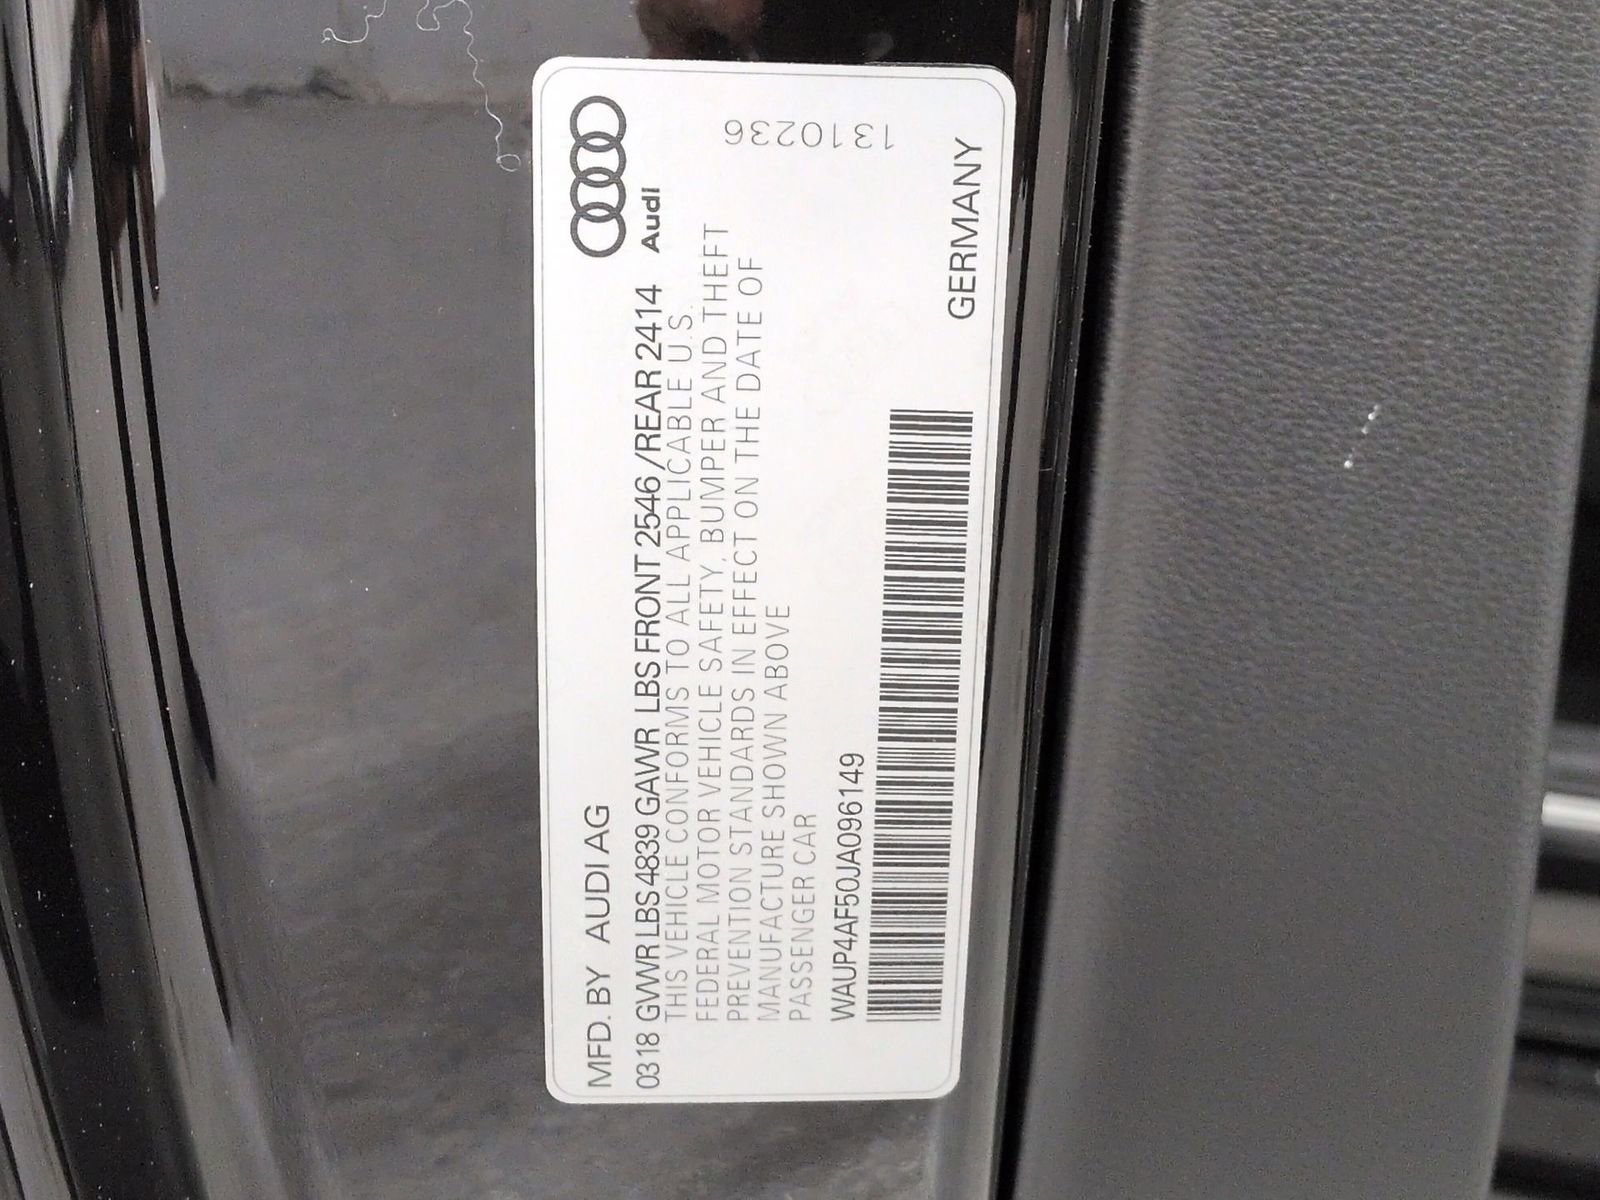 MFD. BY AUDI AG
Audi
0318 GVWR LBS 4839 GAWR LBS FRONT 2546 /REAR 2414
THIS VEHICLE CONFORMS TO ALL APPLICABLE U.S.
FEDERAL MOTOR VEHICLE SAFETY, BUMPER AND THEFT
PREVENTION STANDARDS IN EFFECT ON THE DATE OF
MANUFACTURE SHOWN ABOVE
PASSENGER CAR
WAUP4AF50JA096149
GERMANY
1310236